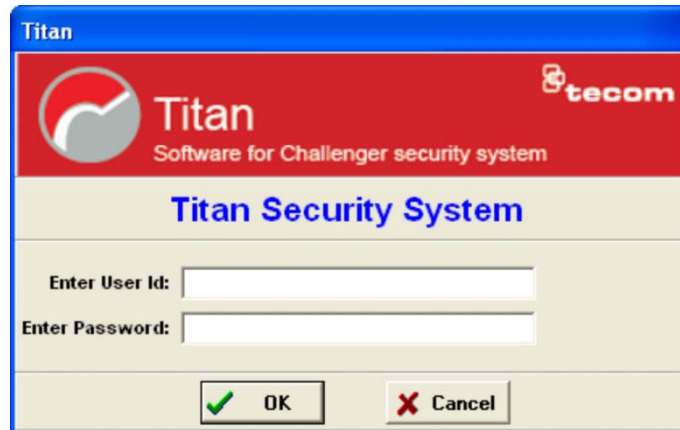 Titan
tecom
Titan
Software for Challenger security system
Titan Security System
Enter User Id:
Enter Password:
OK
Cancel